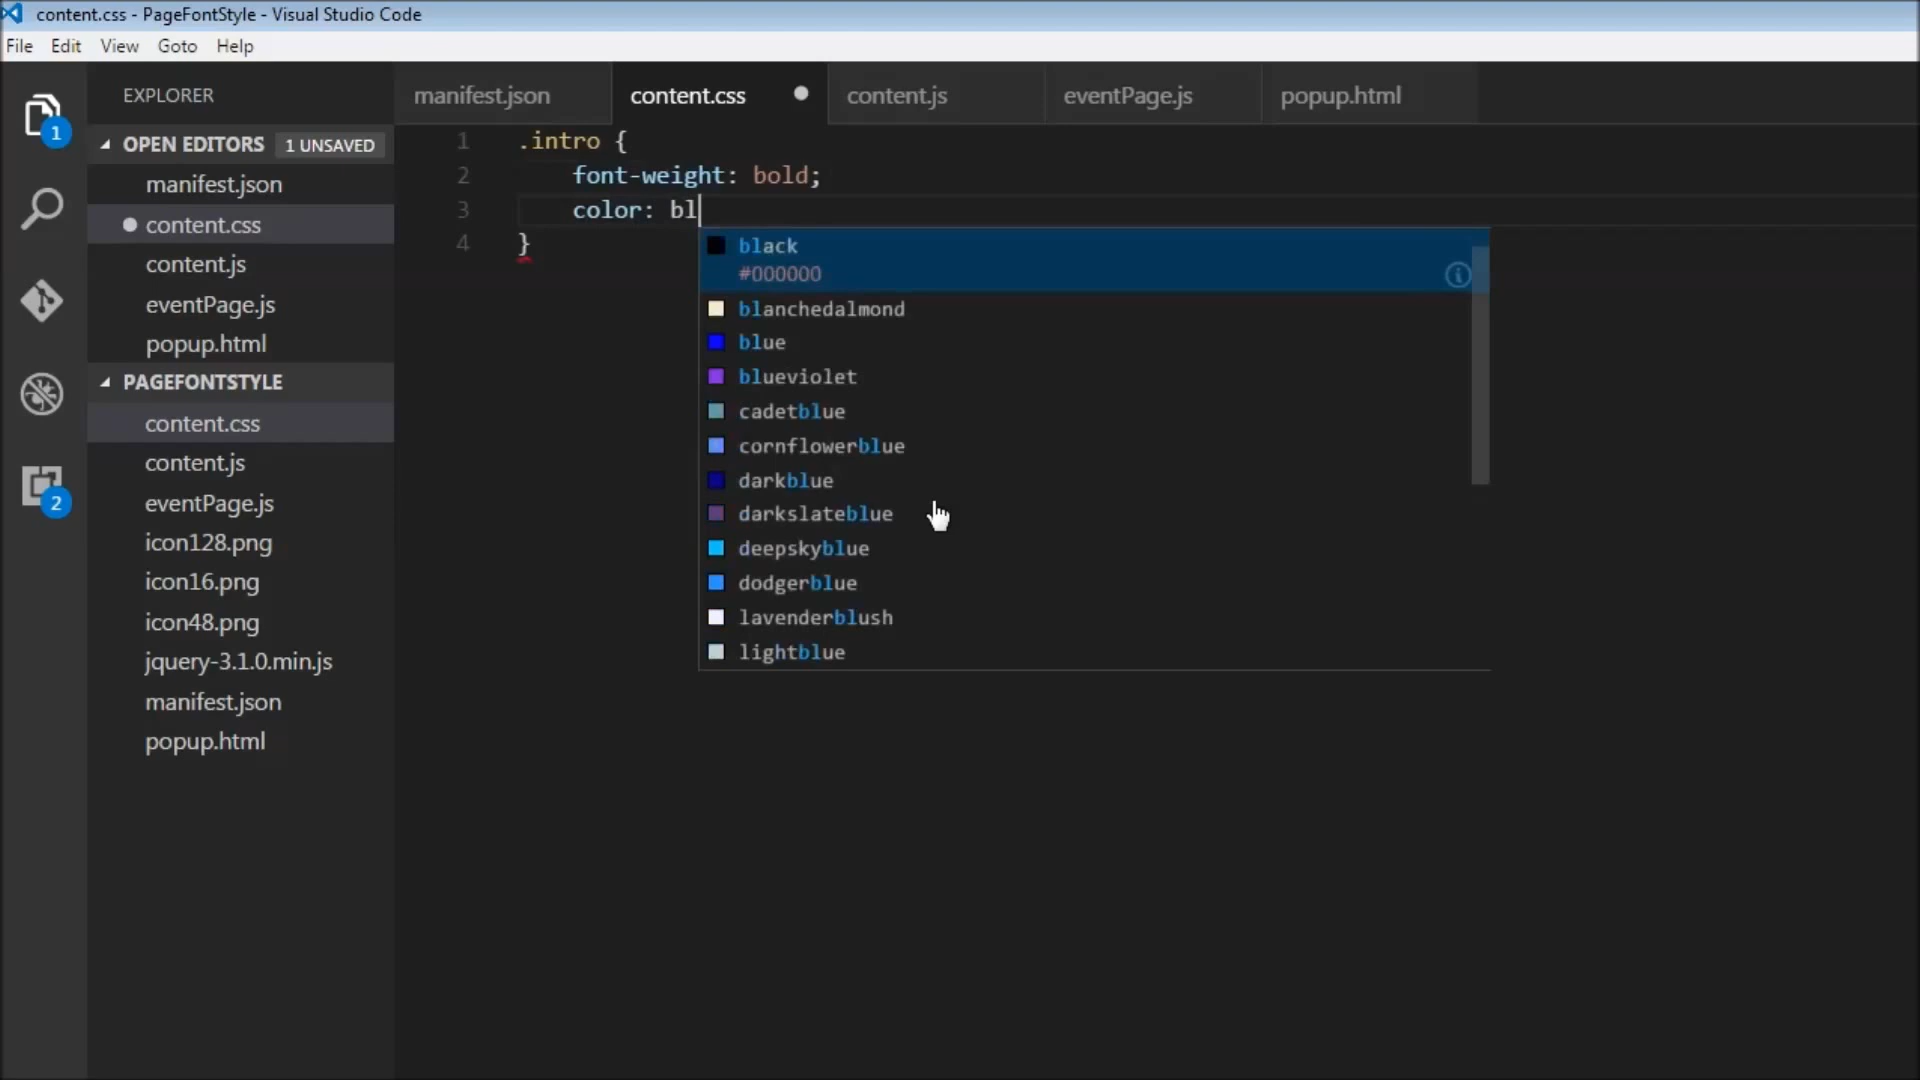 content.css - PageFontStyle - Visual Studio Code
File Edit View Goto Help
EXPLORER
OPEN EDITORS 1 UNSAVED
manifest.json
content.css
content.js
eventPage.js
popup.html
PAGEFONTSTYLE
content.css
content.js
eventPage.js
icon128.png
icon16.png
icon48.png
jquery-3.1.0.min.js
manifest.json
popup.html
1
2
manifest.json content.css content.js eventPage.js popup.html
1 .intro {
2 font-weight: bold;
3 color: bl
4 }
black
#000000
blanchedalmond
blue
blueviolet
cadetblue
cornflowerblue
darkblue
darkslateblue
deepskyblue
dodgerblue
lavenderblush
lightblue